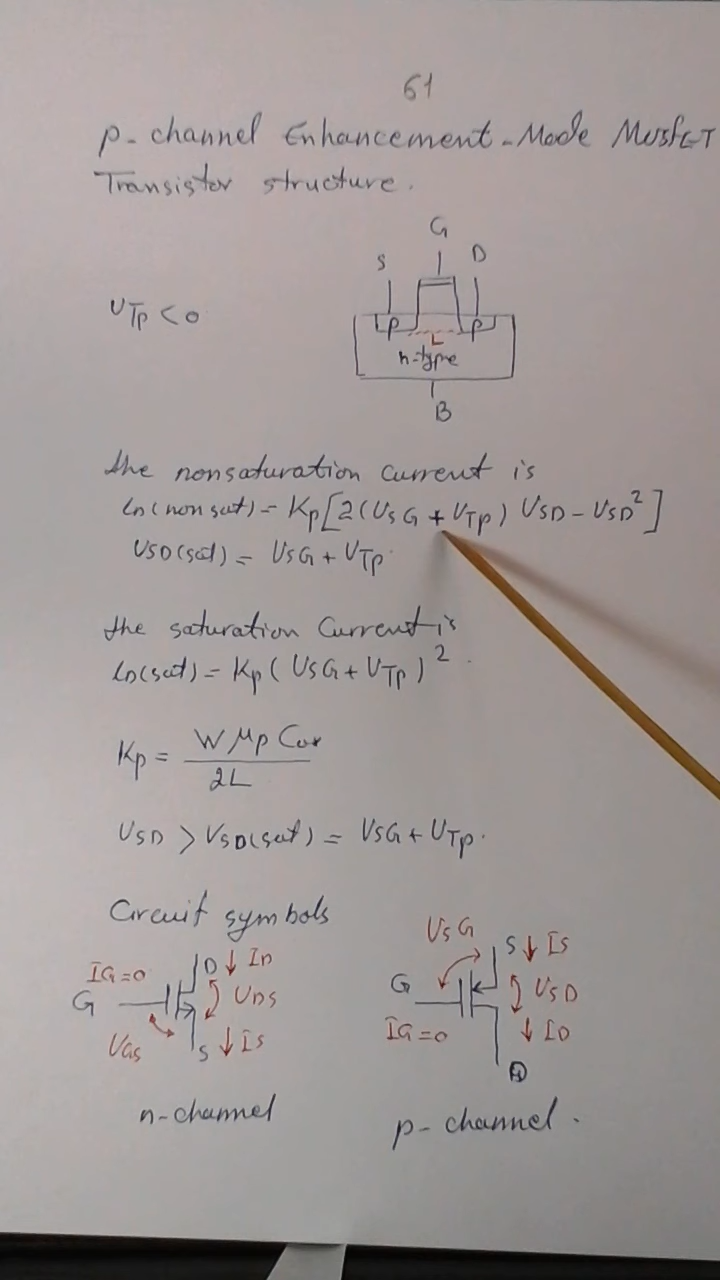 61
p-channel Enhancement-Mode MosfET
Transistor structure.
G
S D
VTp < 0
P L P
n-type
B
the nonsaturation current is
ID(non sat) = Kp[2(VSG + VTp) VSD - VSD²]
VSD(sat) = VSG + VTp.
the saturation Current is
ID(sat) = Kp(VSG + VTp)².
Kp = W μp Cox / 2L
VSD > VSD(sat) = VSG + VTp.
Circuit symbols
IG=0 G D ↓ ID VDS VGS S ↓ IS
VSG S ↓ IS G VSD IG=0 ↓ ID D
n-channel
p-channel.